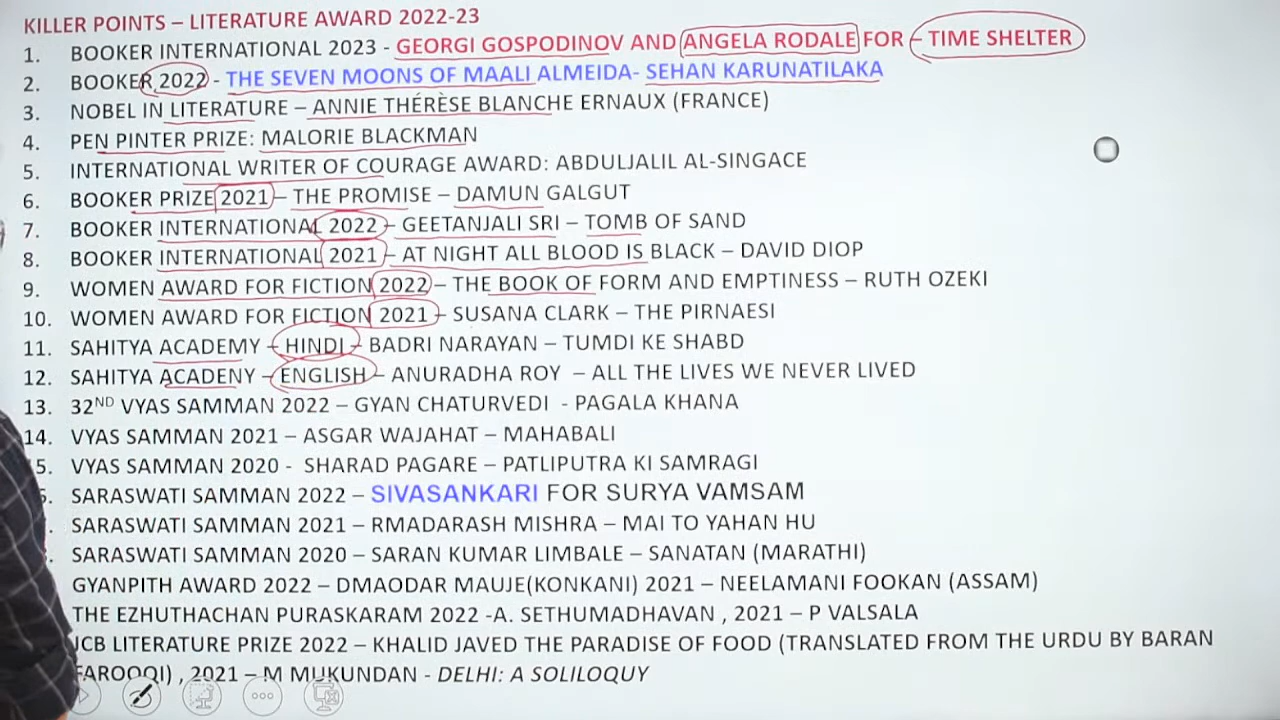 KILLER POINTS – LITERATURE AWARD 2022-23
1. BOOKER INTERNATIONAL 2023 - GEORGI GOSPODINOV AND ANGELA RODALE FOR – TIME SHELTER
2. BOOKER 2022 - THE SEVEN MOONS OF MAALI ALMEIDA- SEHAN KARUNATILAKA
3. NOBEL IN LITERATURE – ANNIE THÉRÈSE BLANCHE ERNAUX (FRANCE)
4. PEN PINTER PRIZE: MALORIE BLACKMAN
5. INTERNATIONAL WRITER OF COURAGE AWARD: ABDULJALIL AL-SINGACE
6. BOOKER PRIZE 2021 – THE PROMISE – DAMUN GALGUT
7. BOOKER INTERNATIONAL 2022 – GEETANJALI SRI – TOMB OF SAND
8. BOOKER INTERNATIONAL 2021 – AT NIGHT ALL BLOOD IS BLACK – DAVID DIOP
9. WOMEN AWARD FOR FICTION 2022 – THE BOOK OF FORM AND EMPTINESS – RUTH OZEKI
10. WOMEN AWARD FOR FICTION 2021 – SUSANA CLARK – THE PIRNAESI
11. SAHITYA ACADEMY – HINDI – BADRI NARAYAN – TUMDI KE SHABD
12. SAHITYA ACADENY – ENGLISH – ANURADHA ROY – ALL THE LIVES WE NEVER LIVED
13. 32ND VYAS SAMMAN 2022 – GYAN CHATURVEDI - PAGALA KHANA
14. VYAS SAMMAN 2021 – ASGAR WAJAHAT – MAHABALI
5. VYAS SAMMAN 2020 - SHARAD PAGARE – PATLIPUTRA KI SAMRAGI
SARASWATI SAMMAN 2022 – SIVASANKARI FOR SURYA VAMSAM
SARASWATI SAMMAN 2021 – RMADARASH MISHRA – MAI TO YAHAN HU
SARASWATI SAMMAN 2020 – SARAN KUMAR LIMBALE – SANATAN (MARATHI)
GYANPITH AWARD 2022 – DMAODAR MAUJE(KONKANI) 2021 – NEELAMANI FOOKAN (ASSAM)
THE EZHUTHACHAN PURASKARAM 2022 -A. SETHUMADHAVAN , 2021 – P VALSALA
JCB LITERATURE PRIZE 2022 – KHALID JAVED THE PARADISE OF FOOD (TRANSLATED FROM THE URDU BY BARAN
FAROOQI) , 2021 – M MUKUNDAN - DELHI: A SOLILOQUY